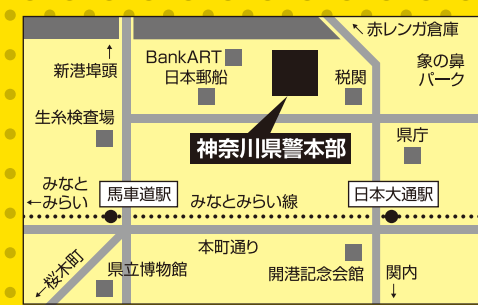 ←赤レンガ倉庫
↑
新港埠頭
BankART
日本郵船
税関
象の鼻
パーク
生糸検査場
神奈川県警本部
県庁
みなと
←みらい
馬車道駅
みなとみらい線
日本大通駅
本町通り
←桜木町
県立博物館
開港記念会館
関内
↓